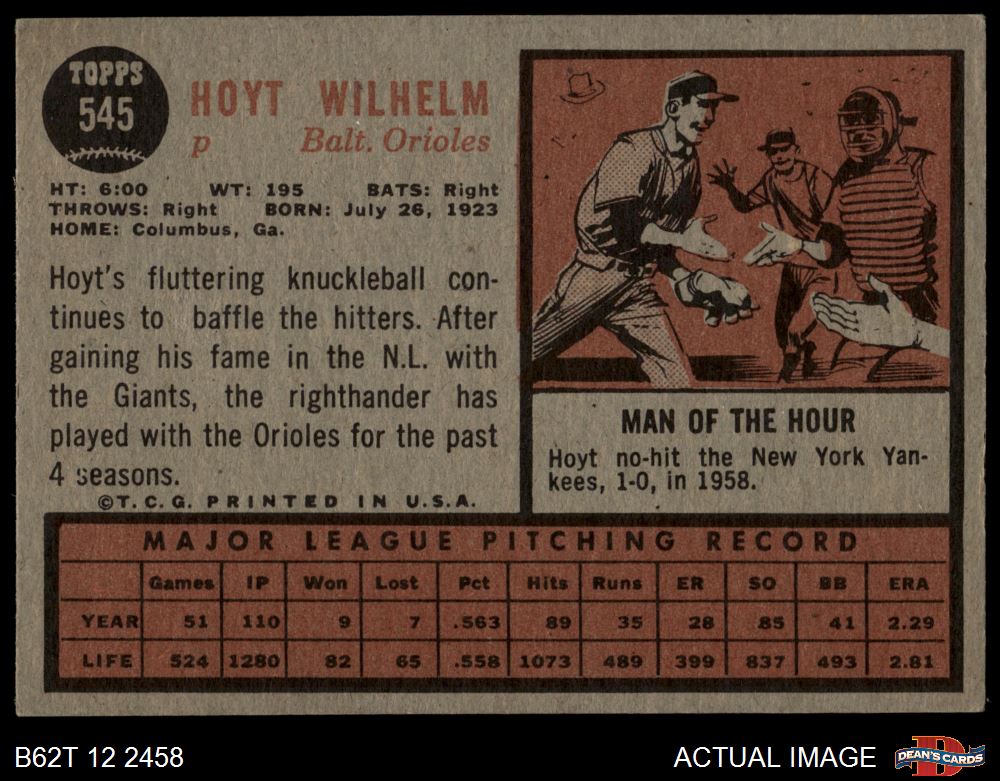 TOPPS
545
HOYT WILHELM
p Balt. Orioles
HT: 6:00 WT: 195 BATS: Right
THROWS: Right BORN: July 26, 1923
HOME: Columbus, Ga.
Hoyt's fluttering knuckleball con-
tinues to baffle the hitters. After
gaining his fame in the N.L. with
the Giants, the righthander has
played with the Orioles for the past
4 seasons.
©T.C.G. PRINTED IN U.S.A.
MAN OF THE HOUR
Hoyt no-hit the New York Yan-
kees, 1-0, in 1958.
MAJOR LEAGUE PITCHING RECORD
Games IP Won Lost Pct Hits Runs ER SO BB ERA
YEAR 51 110 9 7 .563 89 35 28 85 41 2.29
LIFE 524 1280 82 65 .558 1073 489 399 837 493 2.81
B62T 12 2458 ACTUAL IMAGE
D
DEAN'S CARDS